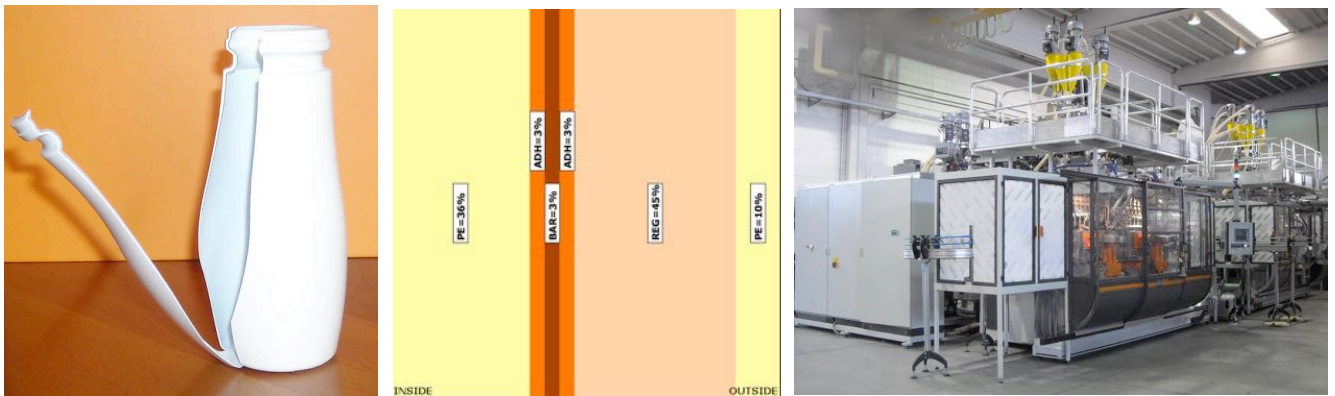 PE=36%
ADH=3%
BAR=3%
ADH=3%
REG=45%
PE=10%
INSIDE
OUTSIDE